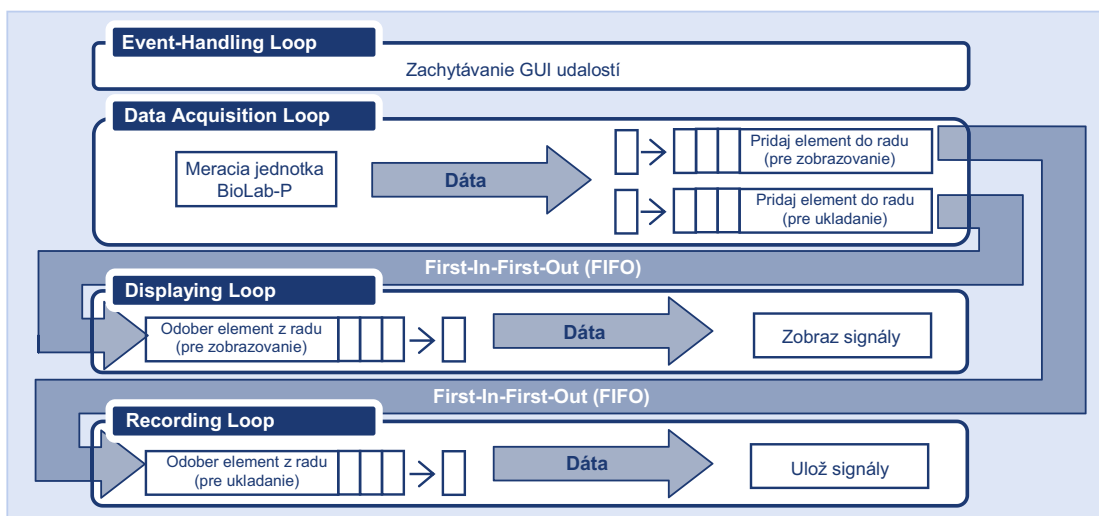 Event-Handling Loop
Zachytávanie GUI udalostí
Data Acquisition Loop
Meracia jednotka
BioLab-P
Dáta
Pridaj element do radu
(pre zobrazovanie)
Pridaj element do radu
(pre ukladanie)
First-In-First-Out (FIFO)
Displaying Loop
Odober element z radu
(pre zobrazovanie)
Dáta
Zobraz signály
First-In-First-Out (FIFO)
Recording Loop
Odober element z radu
(pre ukladanie)
Dáta
Ulož signály